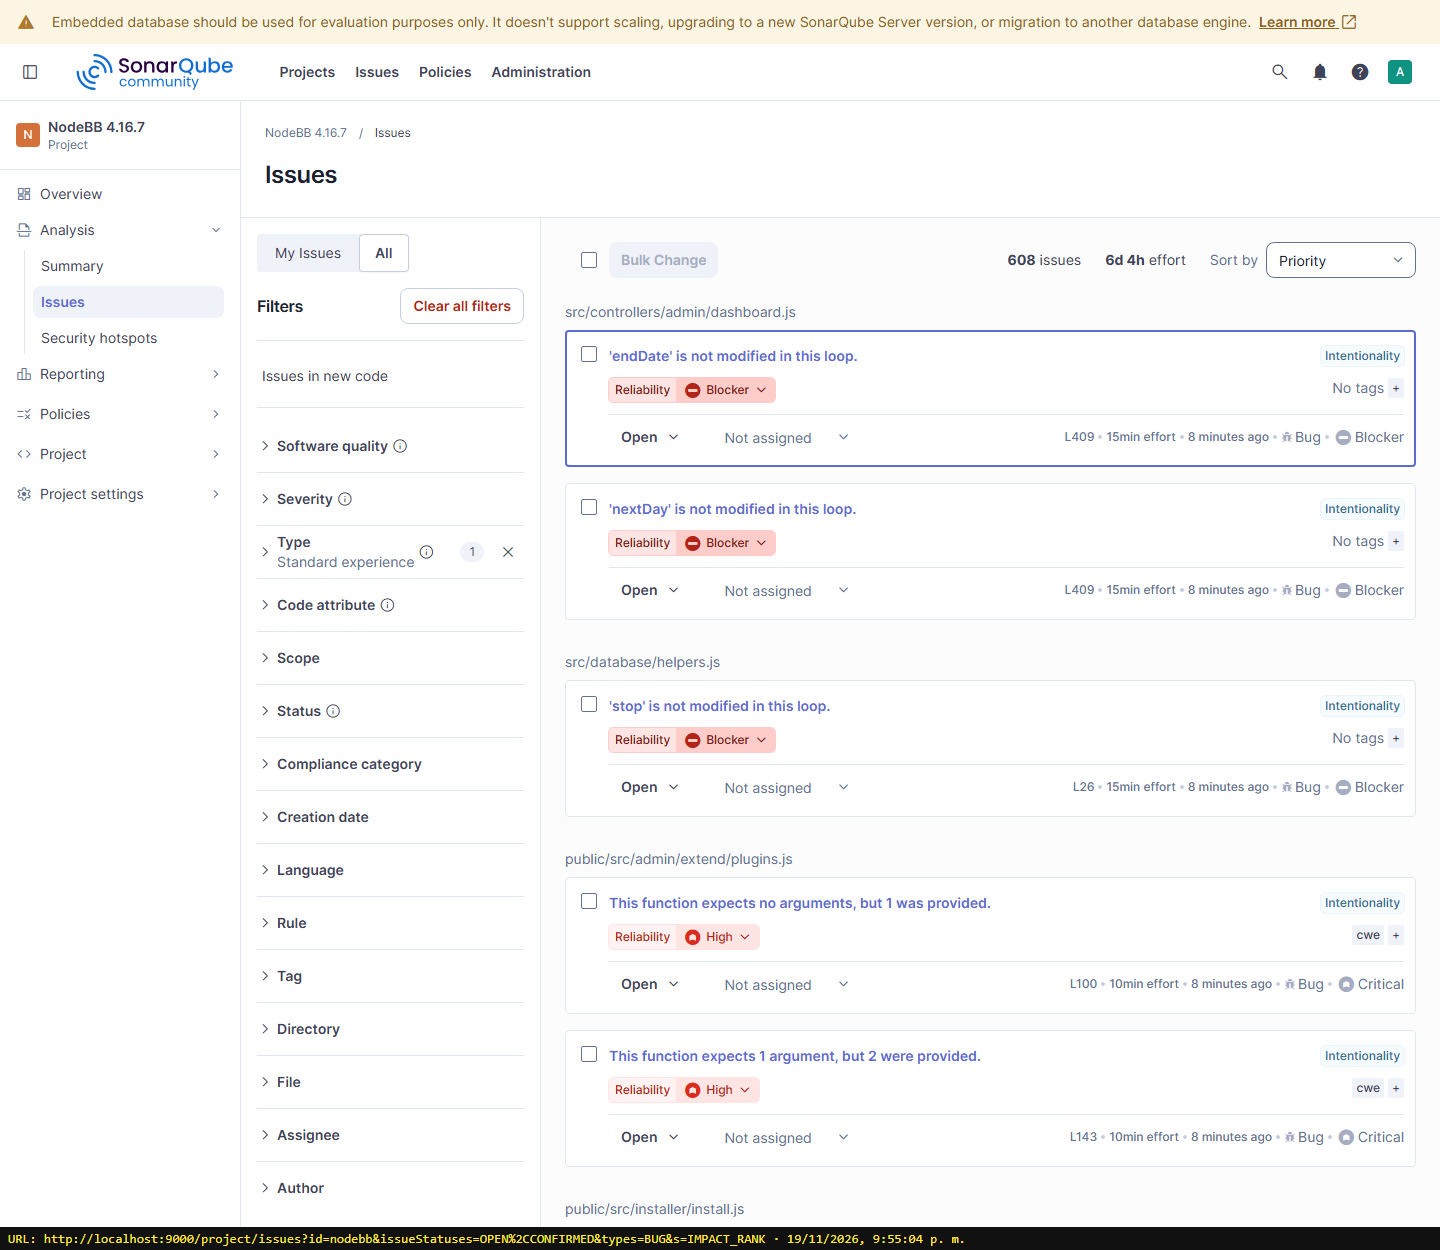 Embedded database should be used for evaluation purposes only. It doesn't support scaling, upgrading to a new SonarQube Server version, or migration to another database engine. Learn more
SonarQube community
Projects Issues Policies Administration
A
N
NodeBB 4.16.7
Project
Overview
Analysis
Summary
Issues
Security hotspots
Reporting
Policies
Project
Project settings
NodeBB 4.16.7 / Issues
Issues
My Issues All
Filters Clear all filters
Issues in new code
Software quality
Severity
Type
Standard experience
1
Code attribute
Scope
Status
Compliance category
Creation date
Language
Rule
Tag
Directory
File
Assignee
Author
Bulk Change
608 issues 6d 4h effort Sort by Priority
src/controllers/admin/dashboard.js
'endDate' is not modified in this loop. Intentionality
Reliability Blocker No tags +
Open Not assigned L409 • 15min effort • 8 minutes ago • Bug • Blocker
'nextDay' is not modified in this loop. Intentionality
Reliability Blocker No tags +
Open Not assigned L409 • 15min effort • 8 minutes ago • Bug • Blocker
src/database/helpers.js
'stop' is not modified in this loop. Intentionality
Reliability Blocker No tags +
Open Not assigned L26 • 15min effort • 8 minutes ago • Bug • Blocker
public/src/admin/extend/plugins.js
This function expects no arguments, but 1 was provided. Intentionality
Reliability High cwe +
Open Not assigned L100 • 10min effort • 8 minutes ago • Bug • Critical
This function expects 1 argument, but 2 were provided. Intentionality
Reliability High cwe +
Open Not assigned L143 • 10min effort • 8 minutes ago • Bug • Critical
public/src/installer/install.js
URL: http://localhost:9000/project/issues?id=nodebb&issueStatuses=OPEN%2CCONFIRMED&types=BUG&s=IMPACT_RANK · 19/11/2026, 9:55:04 p. m.